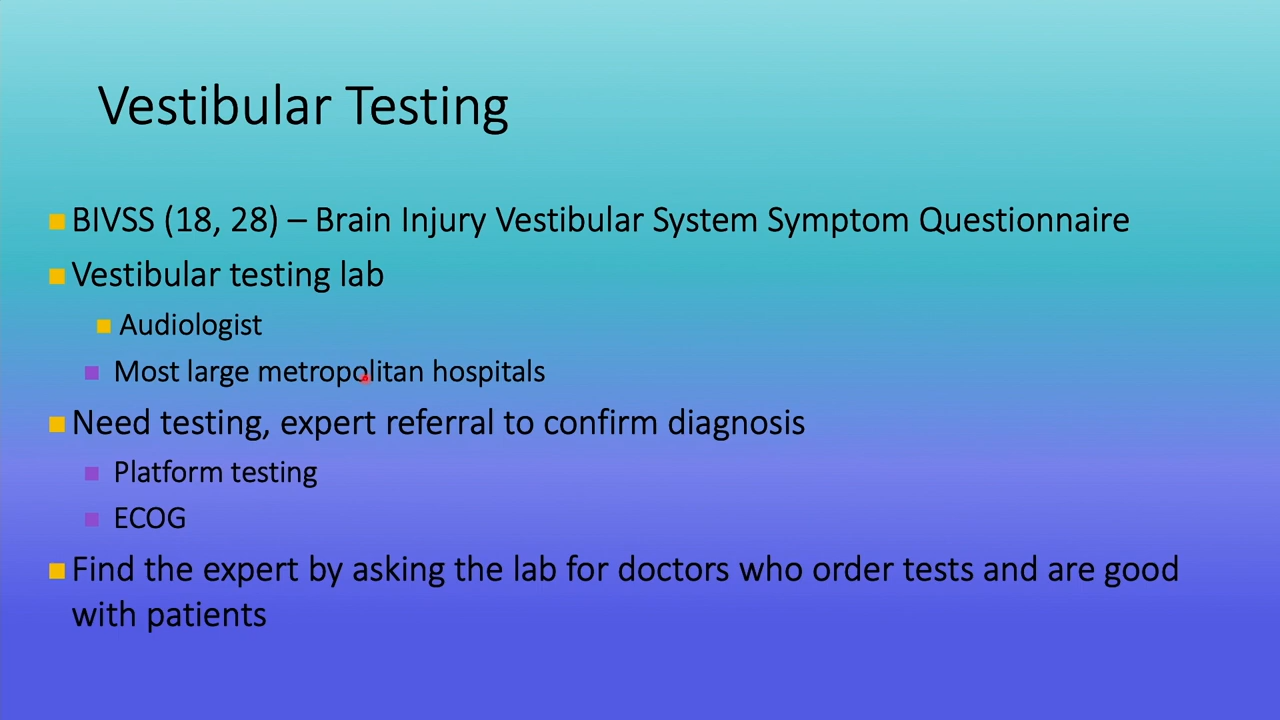 Vestibular Testing
BIVSS (18, 28) – Brain Injury Vestibular System Symptom Questionnaire
Vestibular testing lab
Audiologist
Most large metropolitan hospitals
Need testing, expert referral to confirm diagnosis
Platform testing
ECOG
Find the expert by asking the lab for doctors who order tests and are good
with patients